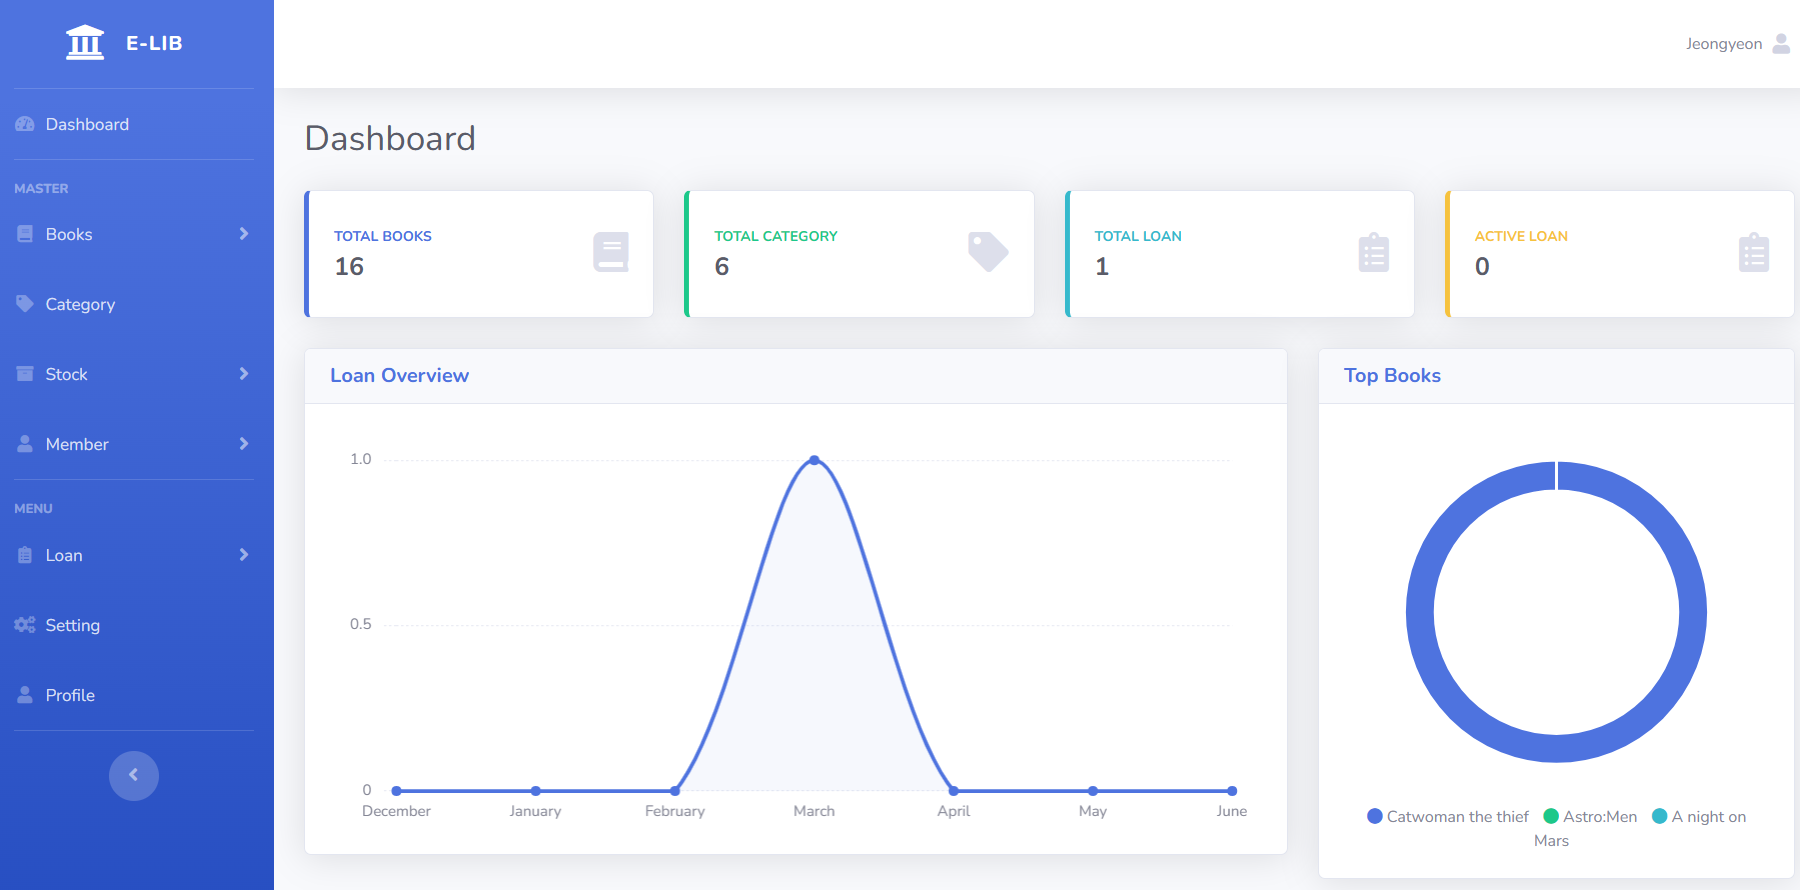 E-LIB
Jeongyeon
Dashboard
MASTER
Books
Category
Stock
Member
MENU
Loan
Setting
Profile
Dashboard
TOTAL BOOKS
16
TOTAL CATEGORY
6
TOTAL LOAN
1
ACTIVE LOAN
0
Loan Overview
1.0
0.5
0
December January February March April May June
Top Books
Catwoman the thief Astro:Men A night on
Mars